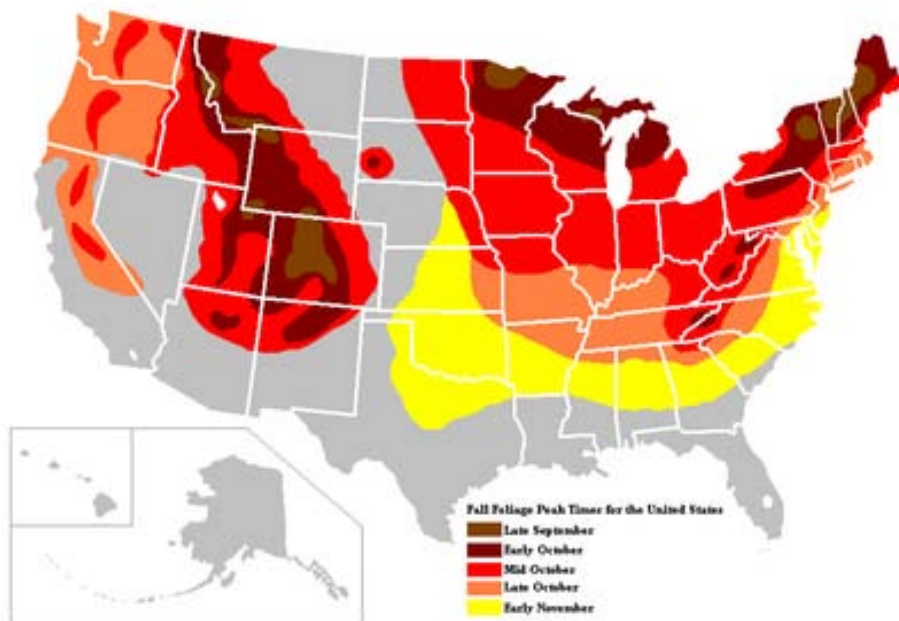 Fall Foliage Peak Times for the United States
Late September
Early October
Mid October
Late October
Early November